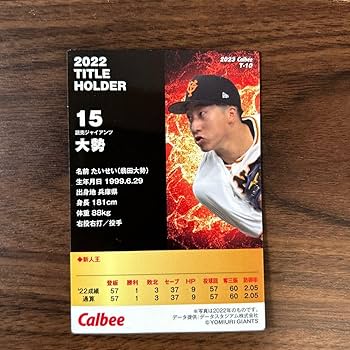 2022
TITLE
HOLDER
2023 Calbee
T-10
15
読売ジャイアンツ
大勢
名前 たいせい(翁田大勢)
生年月日 1999.6.29
出身地 兵庫県
身長 181cm
体重 88kg
右投右打/投手
◆新人王
登板 勝利 敗北 セーブ HP 投球回 奪三振 防御率
'22成績 57 1 3 37 9 57 60 2.05
通算 57 1 3 37 9 57 60 2.05
Calbee
※写真は2022年のものです。
データ提供:データスタジアム株式会社
©YOMIURI GIANTS